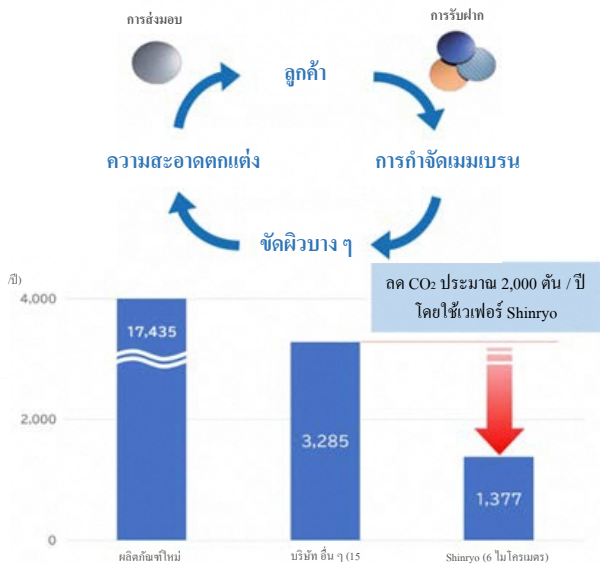 การส่งมอบ
การรับฝาก
ลูกค้า
ความสะอาดตกแต่ง
การกำจัดเมมเบรน
ขัดผิวบาง ๆ
/ปี)
ลด CO₂ ประมาณ 2,000 ตัน / ปี
โดยใช้เวเฟอร์ Shinryo
4,000
17,435
2,000
3,285
1,377
0
ผลิตภัณฑ์ใหม่
บริษัท อื่น ๆ (15
Shinryo (6 ไมโครเมตร)